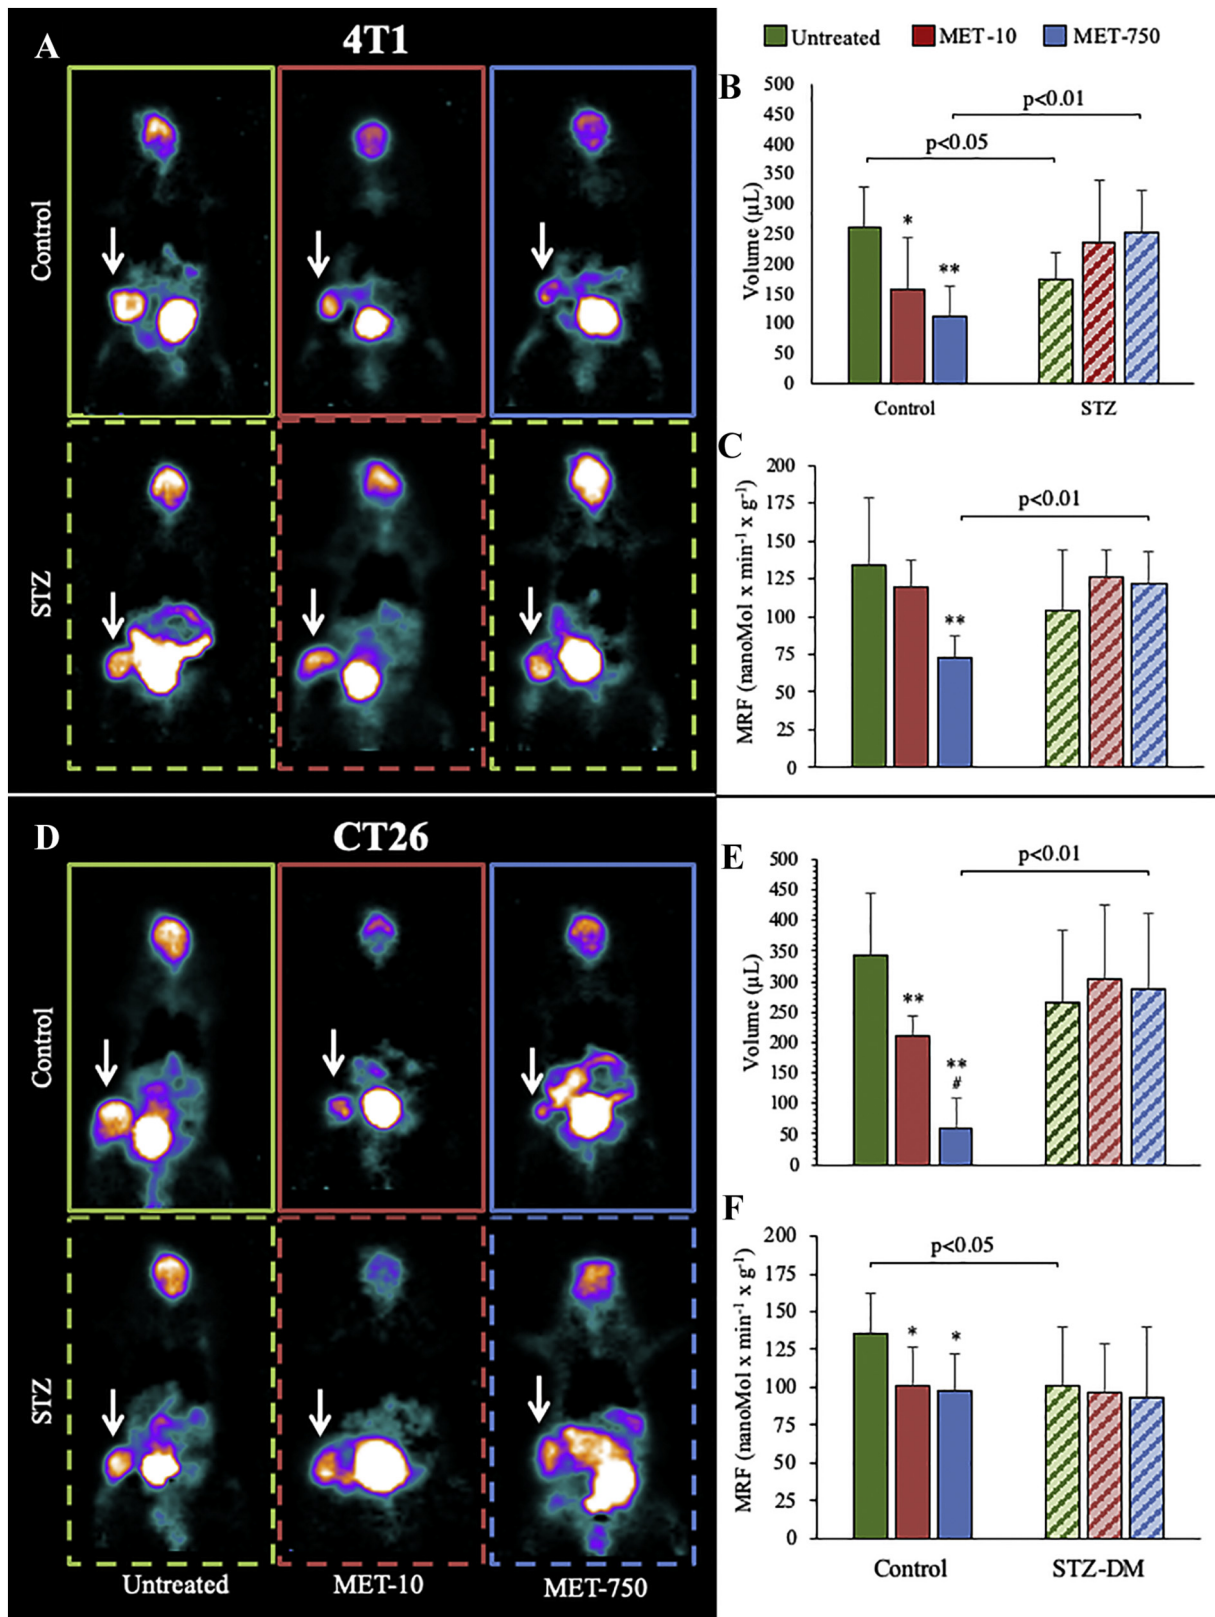 A
4T1
Control
STZ
Untreated MET-10 MET-750
B
500
450
400
350
300
250
200
150
100
50
0
Volume (µL)
p<0.01
p<0.05
*
**
Control STZ
C
200
175
150
125
100
75
50
25
0
MRF (nanoMol x min⁻¹ x g⁻¹)
p<0.01
**
D
CT26
Control
STZ
Untreated MET-10 MET-750
E
500
450
400
350
300
250
200
150
100
50
0
Volume (µL)
p<0.01
**
**
#
F
200
175
150
125
100
75
50
25
0
MRF (nanoMol x min⁻¹ x g⁻¹)
p<0.05
*
*
Control STZ-DM